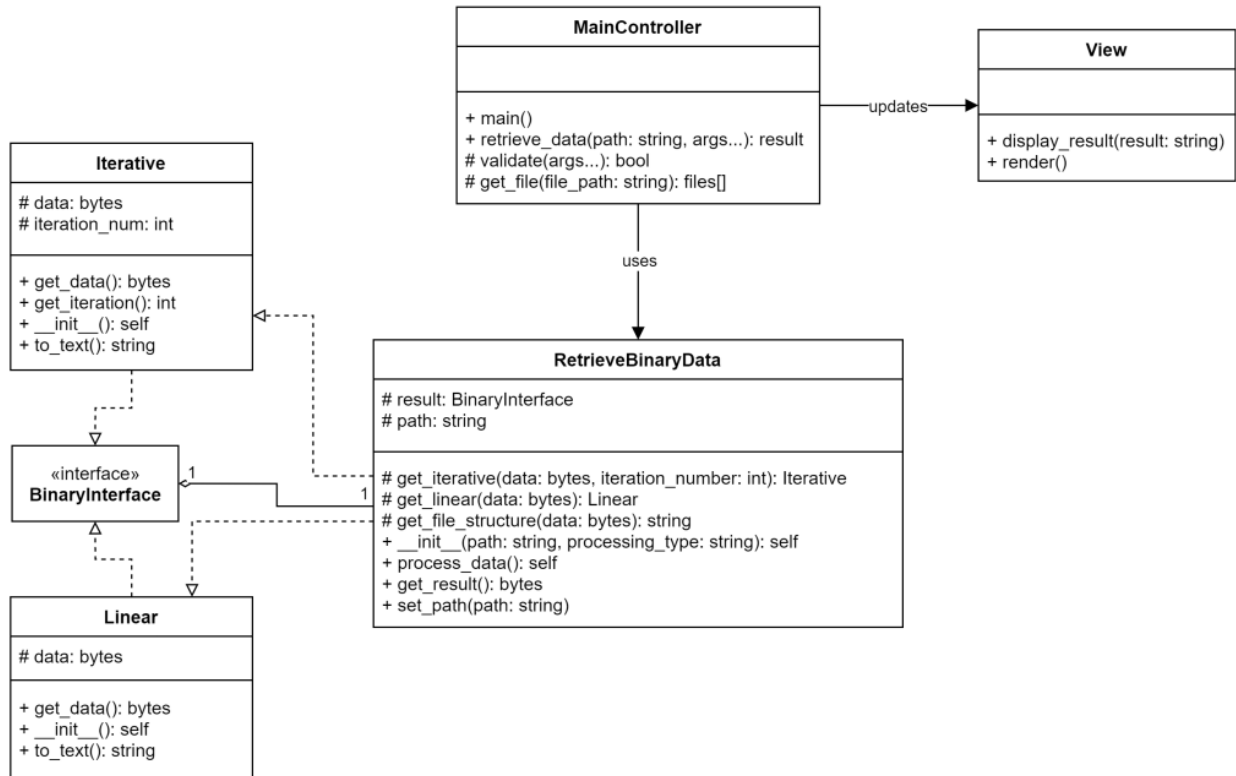 MainController
+ main()
+ retrieve_data(path: string, args...): result
# validate(args...): bool
# get_file(file_path: string): files[]
updates
View
+ display_result(result: string)
+ render()
uses
Iterative
# data: bytes
# iteration_num: int
+ get_data(): bytes
+ get_iteration(): int
+ __init__(): self
+ to_text(): string
«interface»
BinaryInterface
1
1
RetrieveBinaryData
# result: BinaryInterface
# path: string
# get_iterative(data: bytes, iteration_number: int): Iterative
# get_linear(data: bytes): Linear
# get_file_structure(data: bytes): string
+ __init__(path: string, processing_type: string): self
+ process_data(): self
+ get_result(): bytes
+ set_path(path: string)
Linear
# data: bytes
+ get_data(): bytes
+ __init__(): self
+ to_text(): string